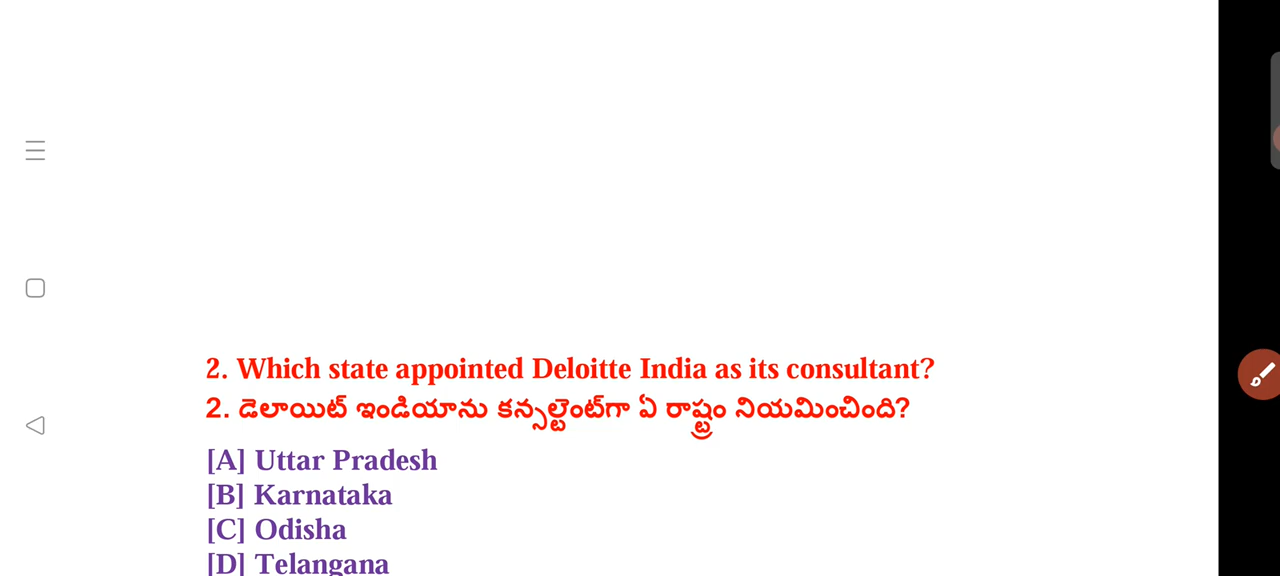 2. Which state appointed Deloitte India as its consultant?
2. డెలాయిట్ ఇండియాను కన్సల్టెంట్‌గా ఏ రాష్ట్రం నియమించింది?
[A] Uttar Pradesh
[B] Karnataka
[C] Odisha
[D] Telangana